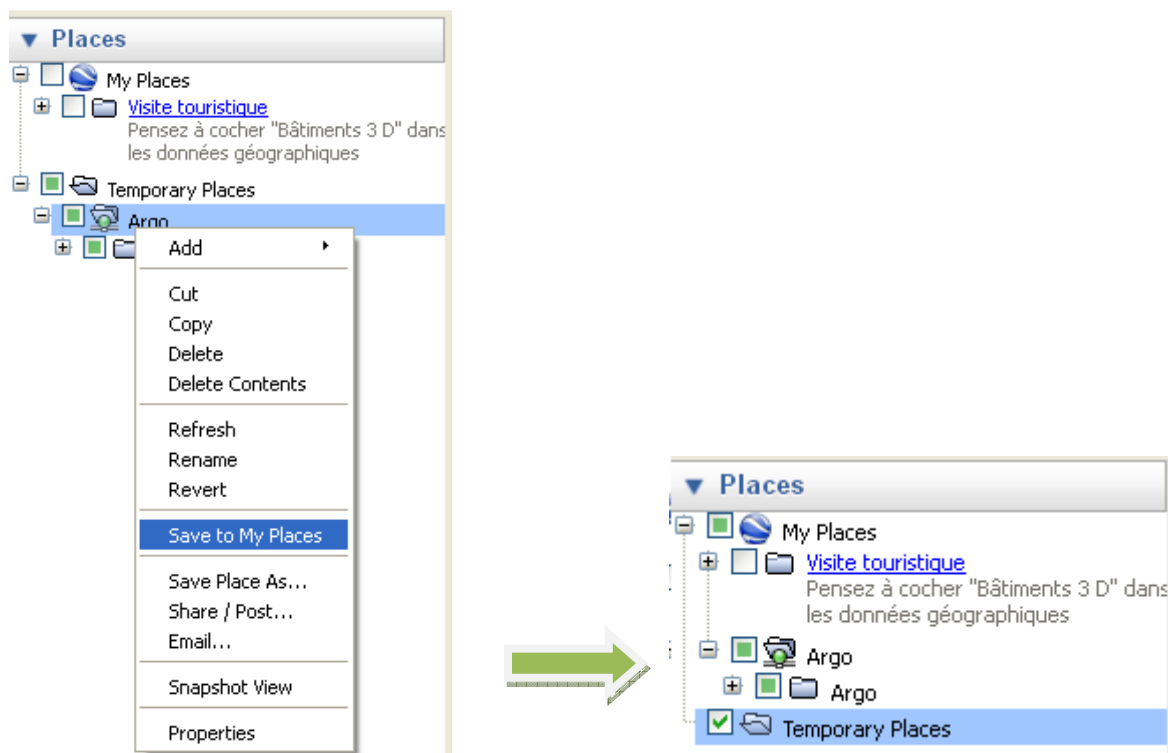 Places
My Places
Visite touristique
Pensez à cocher "Bâtiments 3 D" dans
les données géographiques
Temporary Places
Argo
Add
Cut
Copy
Delete
Delete Contents
Refresh
Rename
Revert
Save to My Places
Save Place As...
Share / Post...
Email...
Snapshot View
Properties
Places
My Places
Visite touristique
Pensez à cocher "Bâtiments 3 D" dans
les données géographiques
Argo
Argo
Temporary Places